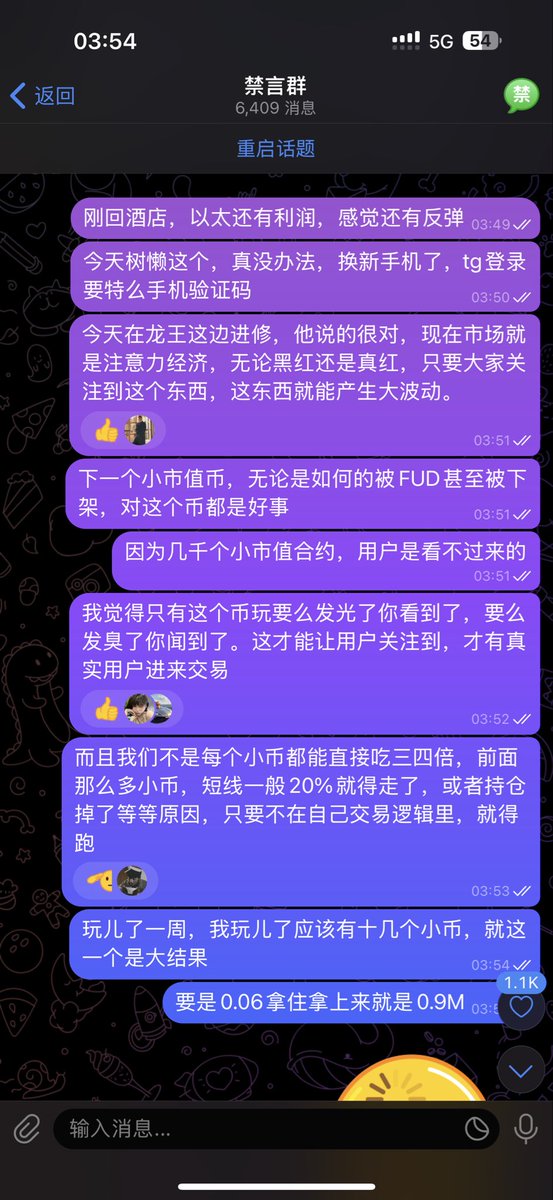 03:54
5G
54
返回
禁言群
6,409 消息
禁
重启话题
刚回酒店，以太还有利润，感觉还有反弹
03:49
今天树懒这个，真没办法，换新手机了，tg登录
要特么手机验证码
03:50
今天在龙王这边进修，他说的很对，现在市场就
是注意力经济，无论黑红还是真红，只要大家关
注到这个东西，这东西就能产生大波动。
03:51
下一个小市值币，无论是如何的被FUD甚至被下
架，对这个币都是好事
03:51
因为几千个小市值合约，用户是看不过来的
03:51
我觉得只有这个币玩要么发光了你看到了，要么
发臭了你闻到了。这才能让用户关注到，才有真
实用户进来交易
03:52
而且我们不是每个小币都能直接吃三四倍，前面
那么多小币，短线一般20%就得走了，或者持仓
掉了等等原因，只要不在自己交易逻辑里，就得
跑
03:53
玩儿了一周，我玩儿了应该有十几个小币，就这
一个是大结果
03:54
1.1K
要是0.06拿住拿上来就是0.9M
输入消息...